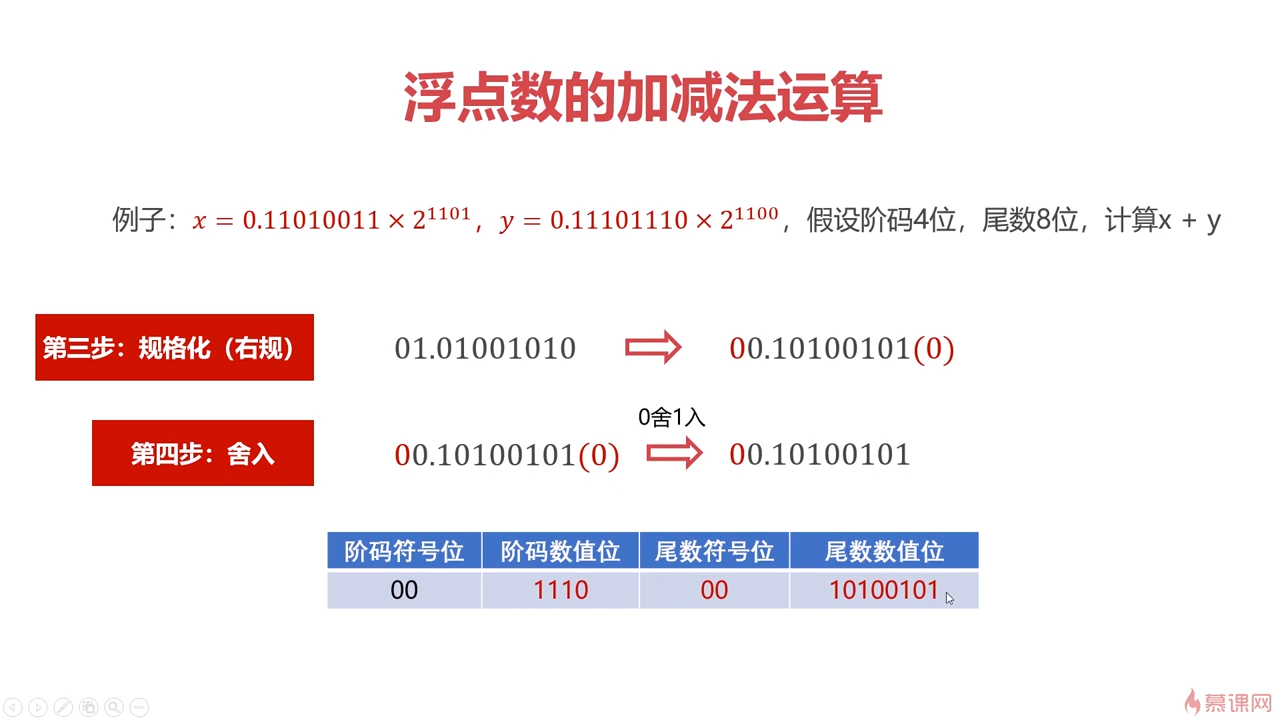 浮点数的加减法运算
例子：x = 0.11010011 × 2^1101，y = 0.11101110 × 2^1100，假设阶码4位，尾数8位，计算x + y
第三步：规格化（右规） 01.01001010 ⇨ 00.10100101(0)
0舍1入
第四步：舍入 00.10100101(0) ⇨ 00.10100101
阶码符号位 阶码数值位 尾数符号位 尾数数值位
00 1110 00 10100101
慕课网